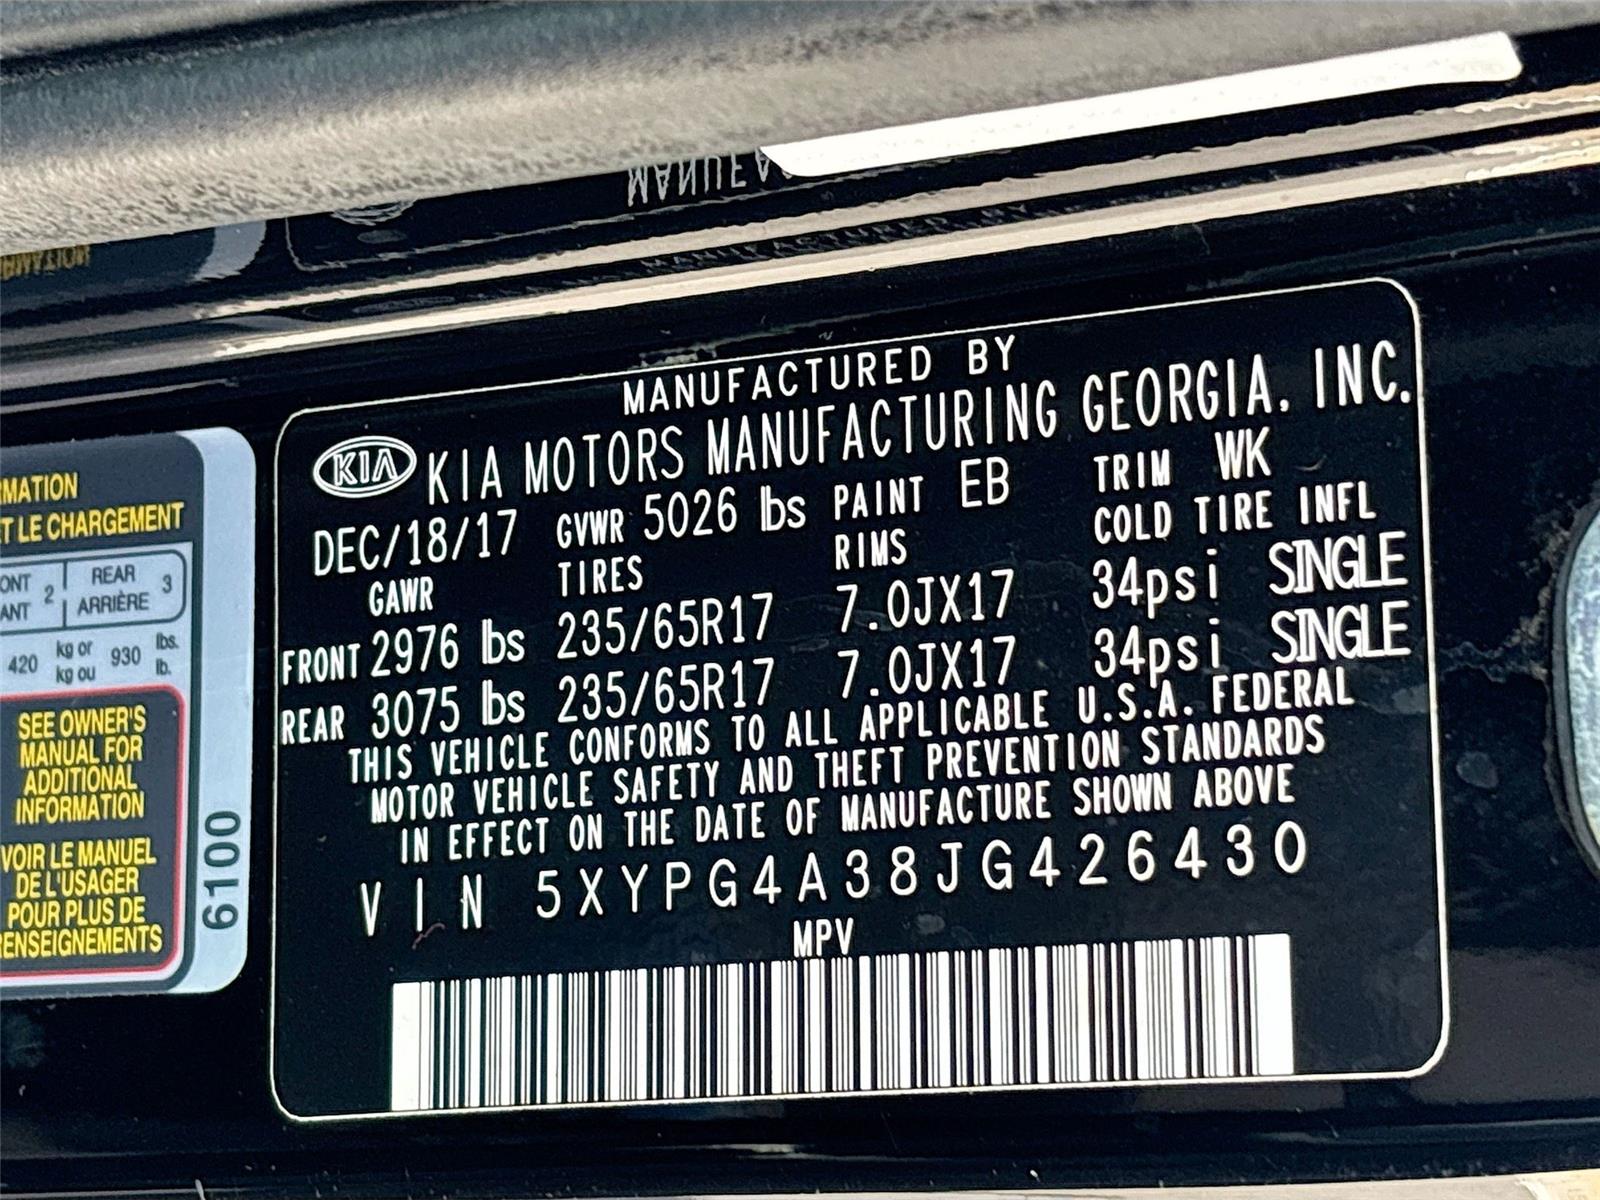 MANUFACTURED BY
KIA KIA MOTORS MANUFACTURING GEORGIA, INC.
DEC/18/17 GVWR 5026 lbs PAINT EB TRIM WK
GAWR TIRES RIMS COLD TIRE INFL
FRONT 2976 lbs 235/65R17 7.0JX17 34psi SINGLE
REAR 3075 lbs 235/65R17 7.0JX17 34psi SINGLE
THIS VEHICLE CONFORMS TO ALL APPLICABLE U.S.A. FEDERAL
MOTOR VEHICLE SAFETY AND THEFT PREVENTION STANDARDS
IN EFFECT ON THE DATE OF MANUFACTURE SHOWN ABOVE
VIN 5XYPG4A38JG426430
MPV
RMATION
ET LE CHARGEMENT
ONT 2 REAR 3
ANT ARRIÈRE
420 kg or 930 lbs.
kg ou lb.
SEE OWNER'S
MANUAL FOR
ADDITIONAL
INFORMATION
VOIR LE MANUEL
DE L'USAGER
POUR PLUS DE
RENSEIGNEMENTS
6100